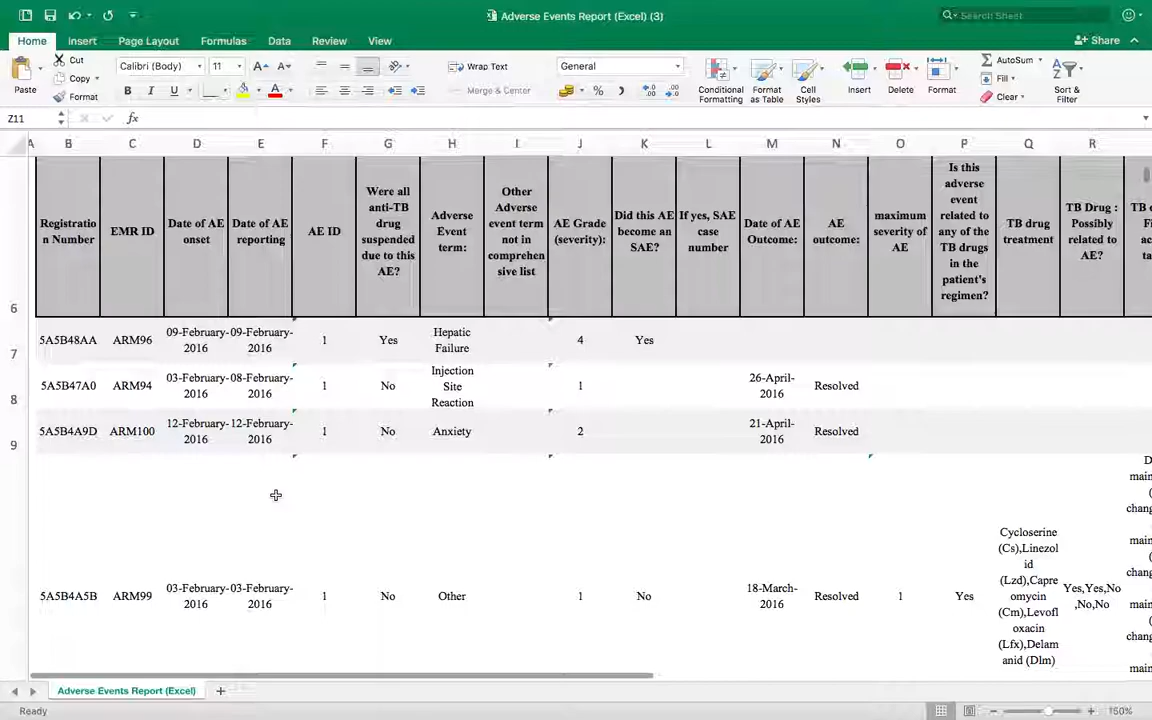 Adverse Events Report (Excel) (3)
Search Sheet
Home Insert Page Layout Formulas Data Review View
Share
Paste
Cut
Copy
Format
Calibri (Body) 11
A A
B I U A
Wrap Text
Merge & Center
General
%
Conditional
Formatting
Format
as Table
Cell
Styles
Insert
Delete
Format
AutoSum
Fill
Clear
Sort &
Filter
Z11
fx
A B C D E F G H I J K L M N O P Q R
6
Registratio
n Number
EMR ID
Date of AE
onset
Date of AE
reporting
AE ID
Were all
anti-TB
drug
suspended
due to this
AE?
Adverse
Event
term:
Other
Adverse
event term
not in
comprehen
sive list
AE Grade
(severity):
Did this AE
become an
SAE?
If yes, SAE
case
number
Date of AE
Outcome:
AE
outcome:
maximum
severity of
AE
Is this
adverse
event
related to
any of the
TB drugs
in the
patient's
regimen?
TB drug
treatment
TB Drug :
Possibly
related to
AE?
7
5A5B48AA
ARM96
09-February-
2016
09-February-
2016
1
Yes
Hepatic
Failure
4
Yes
8
5A5B47A0
ARM94
03-February-
2016
08-February-
2016
1
No
Injection
Site
Reaction
1
26-April-
2016
Resolved
9
5A5B4A9D
ARM100
12-February-
2016
12-February-
2016
1
No
Anxiety
2
21-April-
2016
Resolved
5A5B4A5B
ARM99
03-February-
2016
03-February-
2016
1
No
Other
1
No
18-March-
2016
Resolved
1
Yes
Cycloserine
(Cs),Linezol
id
(Lzd),Capre
omycin
(Cm),Levofl
oxacin
(Lfx),Delam
anid (Dlm)
Yes,Yes,No
,No,No
Adverse Events Report (Excel)
Ready
150%